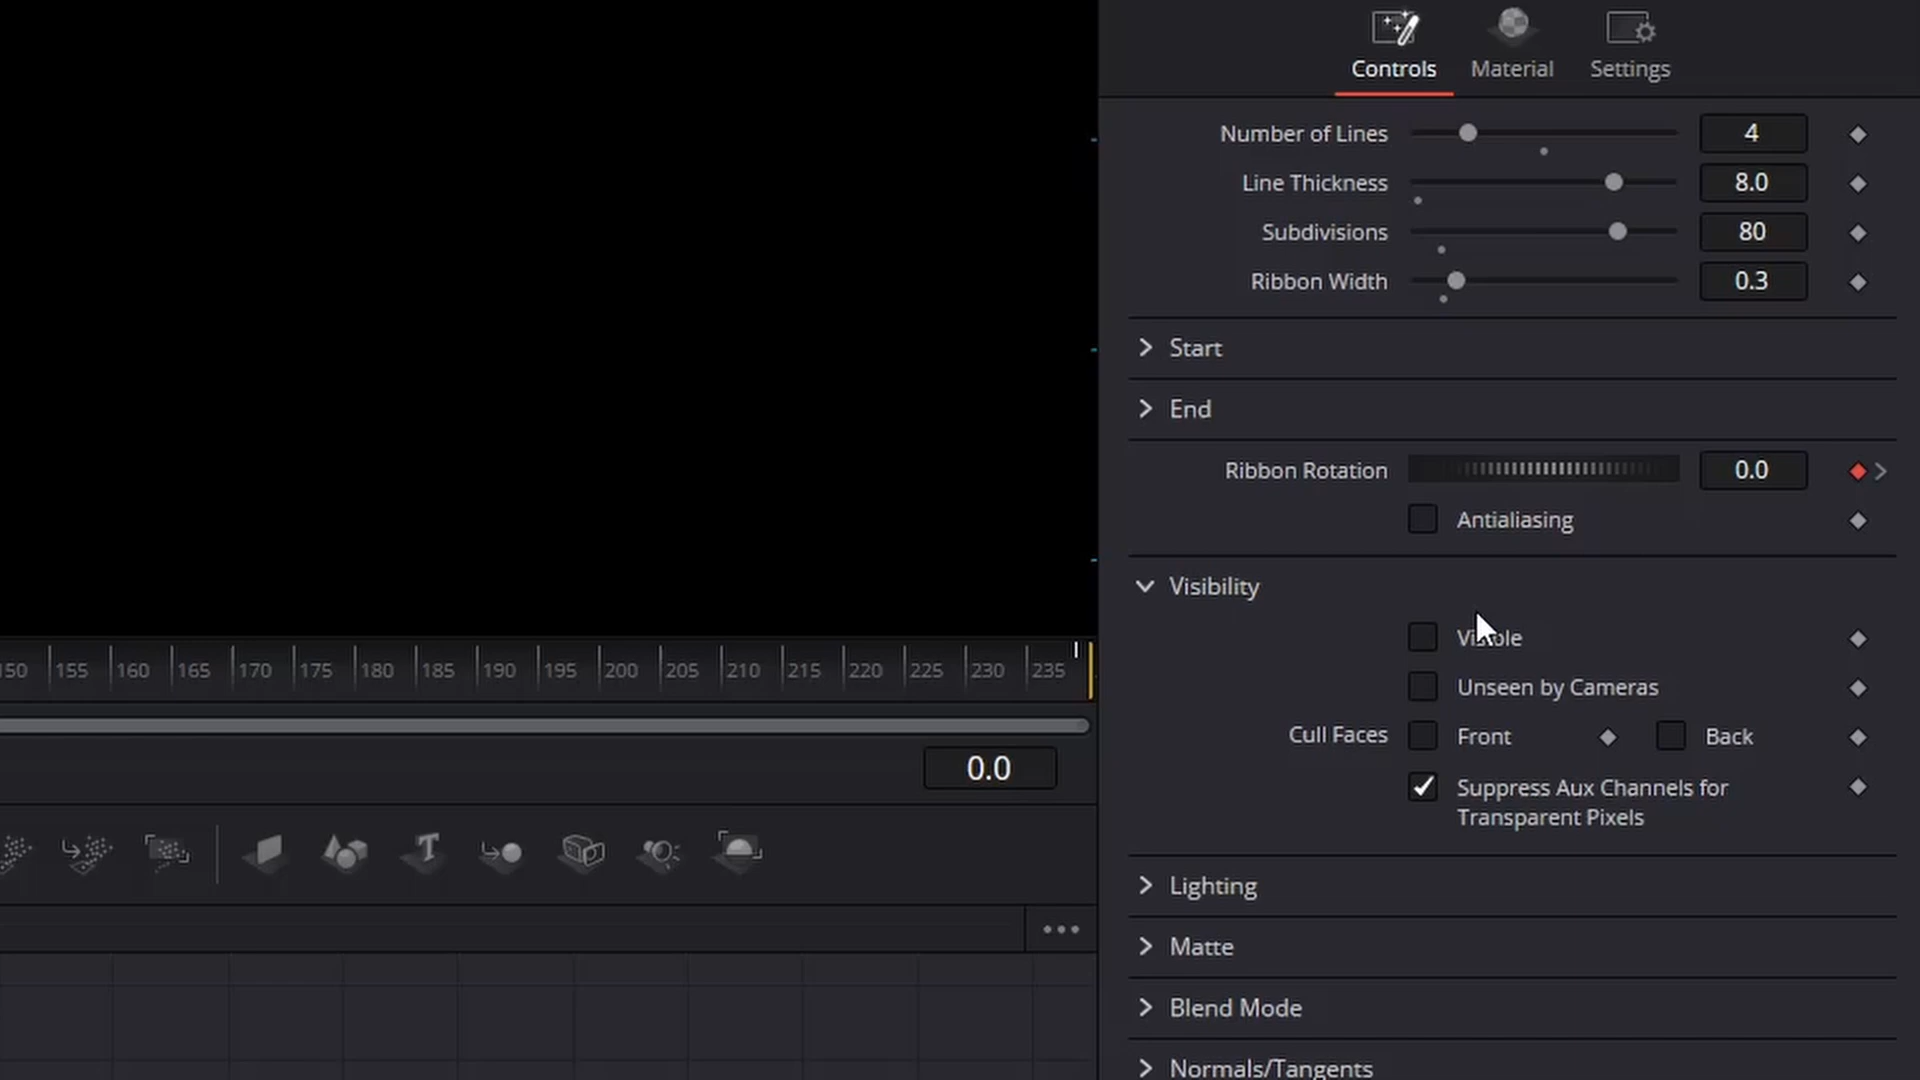 Controls Material Settings
Number of Lines 4
Line Thickness 8.0
Subdivisions 80
Ribbon Width 0.3
Start
End
Ribbon Rotation 0.0
Antialiasing
Visibility
Visible
Unseen by Cameras
Cull Faces Front Back
Suppress Aux Channels for
Transparent Pixels
Lighting
Matte
Blend Mode
Normals/Tangents
150 155 160 165 170 175 180 185 190 195 200 205 210 215 220 225 230 235
0.0